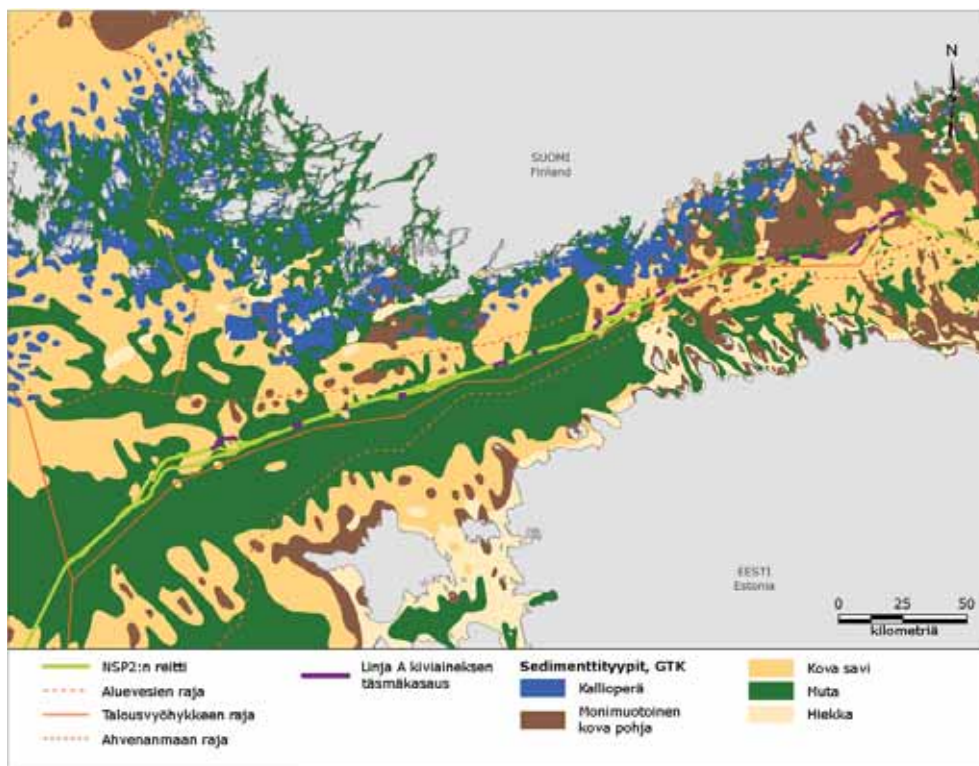 N
SUOMI
Finland
EESTI
Estonia
0 25 50
kilometriä
NSP2:n reitti
Aluevesien raja
Talousvyöhykkeen raja
Ahvenanmaan raja
Linja A kiviaineksen
täsmäkasaus
Sedimenttityypit, GTK
Kallioperä
Monimuotoinen
kova pohja
Kova savi
Muta
Hiekka